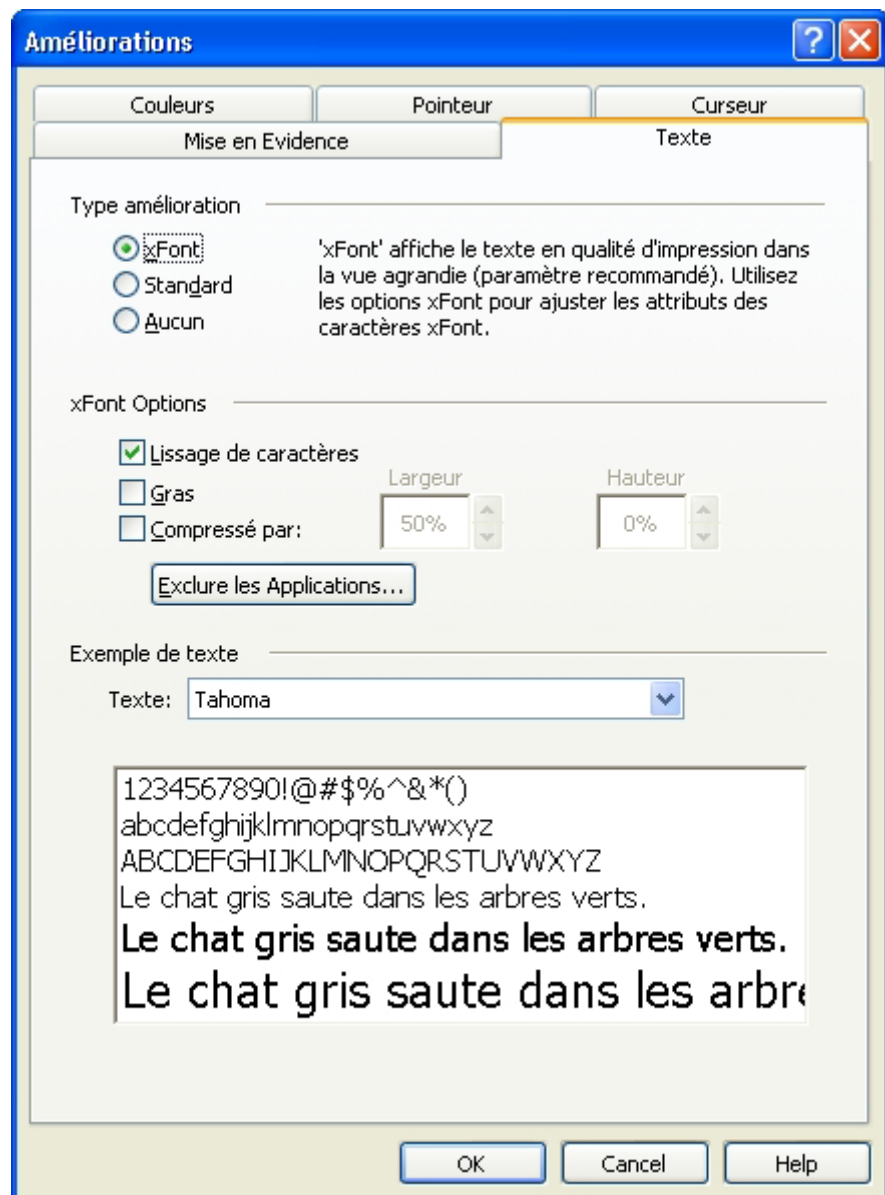 Améliorations
Couleurs Pointeur Curseur
Mise en Evidence Texte
Type amélioration
xFont
Standard
Aucun
'xFont' affiche le texte en qualité d'impression dans
la vue agrandie (paramètre recommandé). Utilisez
les options xFont pour ajuster les attributs des
caractères xFont.
xFont Options
Lissage de caractères
Gras
Compressé par:
Largeur Hauteur
50% 0%
Exclure les Applications...
Exemple de texte
Texte: Tahoma
1234567890!@#$%^&*()
abcdefghijklmnopqrstuvwxyz
ABCDEFGHIJKLMNOPQRSTUVWXYZ
Le chat gris saute dans les arbres verts.
Le chat gris saute dans les arbres verts.
Le chat gris saute dans les arbre
OK Cancel Help